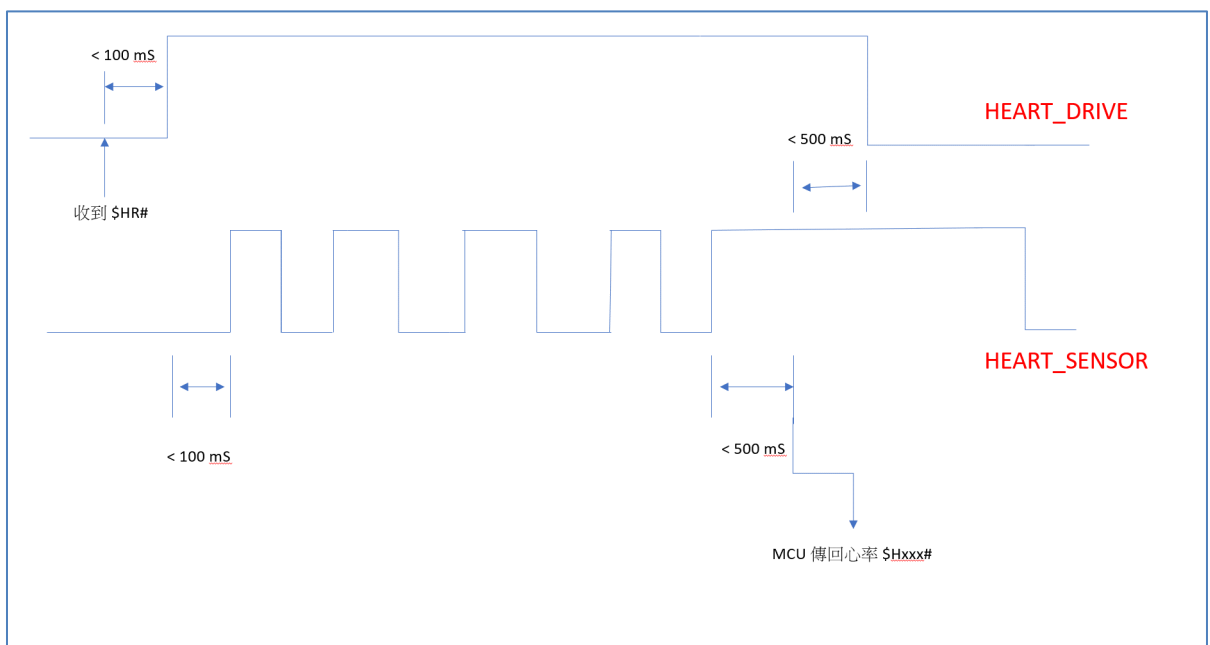 < 100 mS
HEART_DRIVE
< 500 mS
收到 $HR#
HEART_SENSOR
< 100 mS
< 500 mS
MCU 傳回心率 $Hxxx#